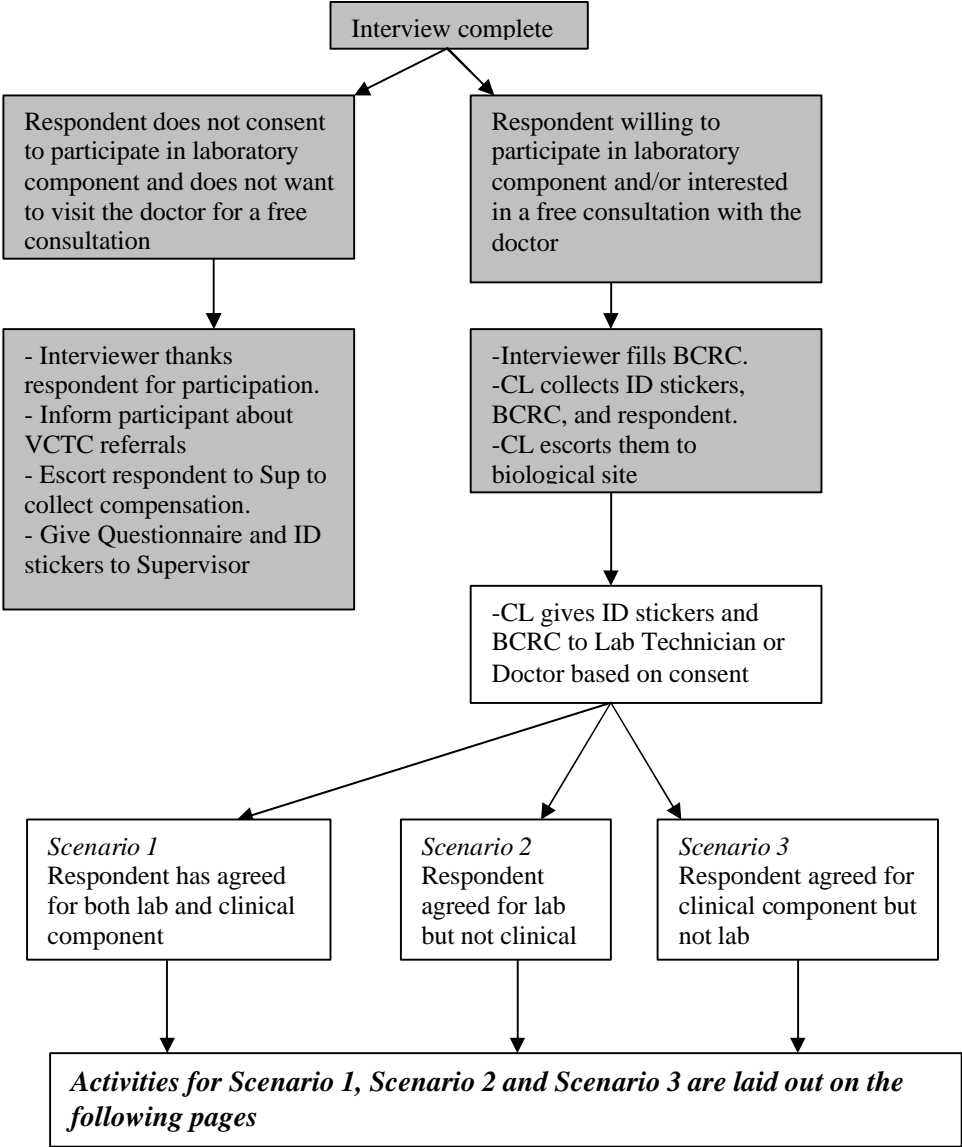 Interview complete
Respondent does not consent
to participate in laboratory
component and does not want
to visit the doctor for a free
consultation
Respondent willing to
participate in laboratory
component and/or interested
in a free consultation with the
doctor
- Interviewer thanks
respondent for participation.
- Inform participant about
VCTC referrals
- Escort respondent to Sup to
collect compensation.
- Give Questionnaire and ID
stickers to Supervisor
-Interviewer fills BCRC.
-CL collects ID stickers,
BCRC, and respondent.
-CL escorts them to
biological site
-CL gives ID stickers and
BCRC to Lab Technician or
Doctor based on consent
Scenario 1
Respondent has agreed
for both lab and clinical
component
Scenario 2
Respondent
agreed for lab
but not clinical
Scenario 3
Respondent agreed for
clinical component but
not lab
Activities for Scenario 1, Scenario 2 and Scenario 3 are laid out on the
following pages